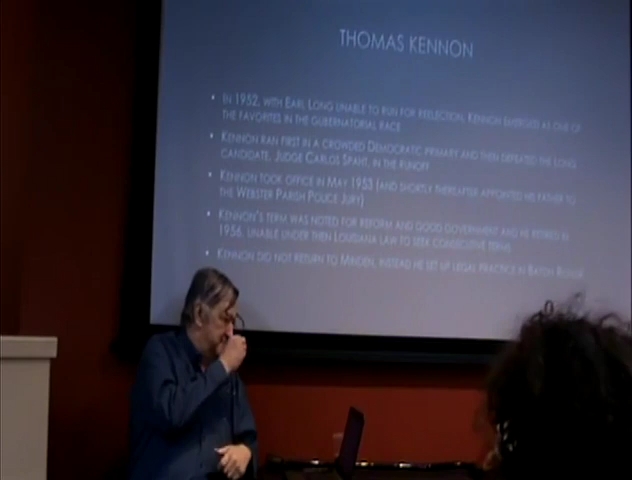 THOMAS KENNON
• IN 1952, WITH EARL LONG UNABLE TO RUN FOR REELECTION, KENNON EMERGED AS ONE OF
THE FAVORITES IN THE GUBERNATORIAL RACE
• KENNON RAN FIRST IN A CROWDED DEMOCRATIC PRIMARY AND THEN DEFEATED THE LONG
CANDIDATE, JUDGE CARLOS SPAHT, IN THE RUNOFF
• KENNON TOOK OFFICE IN MAY 1953 (AND SHORTLY THEREAFTER APPOINTED HIS FATHER TO
THE WEBSTER PARISH POLICE JURY)
• KENNON'S TERM WAS NOTED FOR REFORM AND GOOD GOVERNMENT AND HE RETIRED IN
1956, UNABLE UNDER THEN LOUISIANA LAW TO SEEK CONSECUTIVE TERMS
• KENNON DID NOT RETURN TO MINDEN, INSTEAD HE SET UP LEGAL PRACTICE IN BATON ROUGE